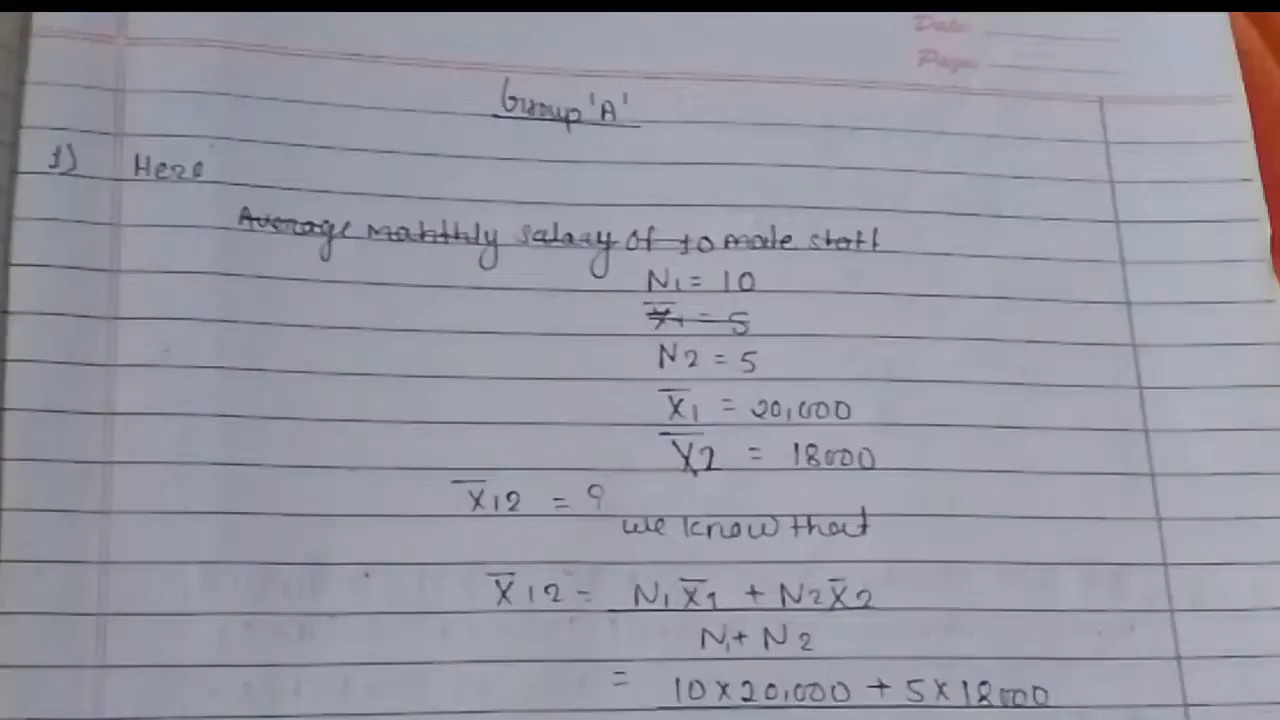 Date
Page
Group 'A'
1) Here
Average monthly salary of 10 male staff
N1 = 10
X̅1 = 5
N2 = 5
X̅1 = 20,000
X̅2 = 18000
X̅12 = ?
we know that
X̅12 = N1X̅1 + N2X̅2
N1 + N2
= 10×20,000 + 5×18000